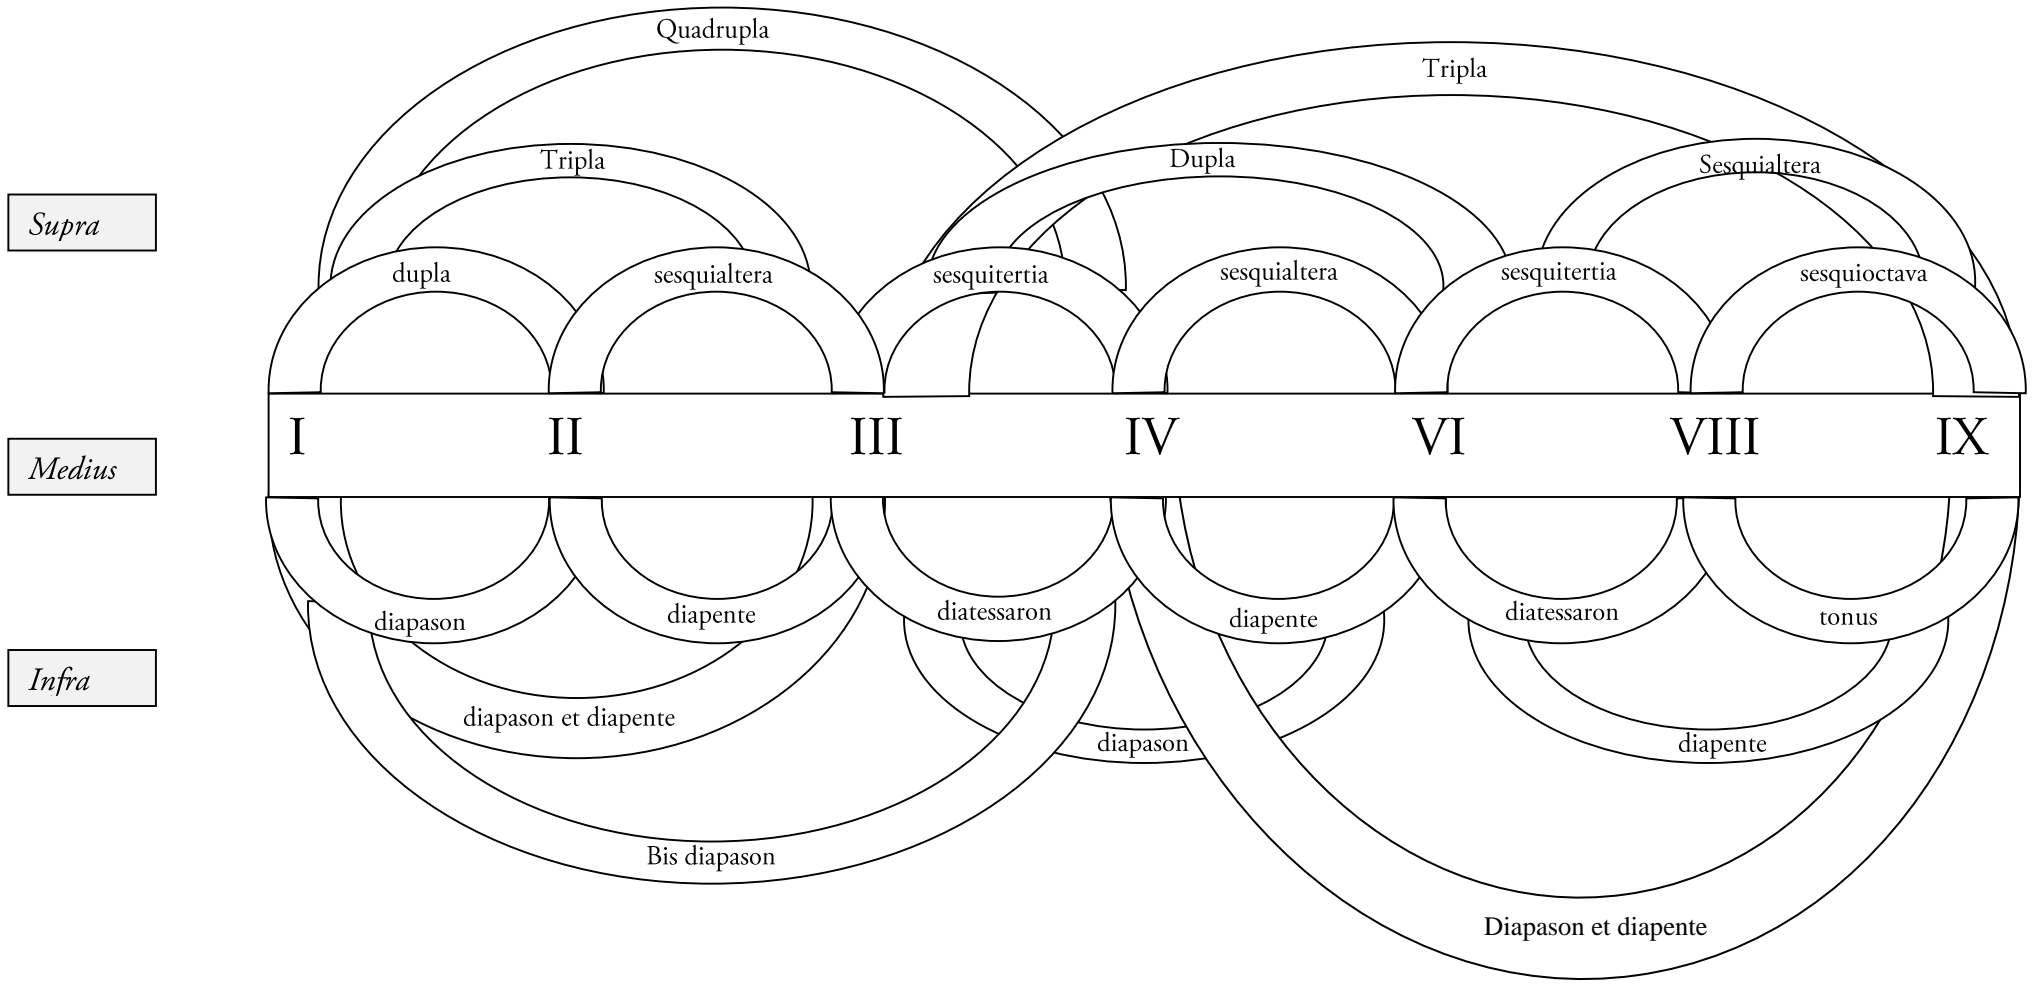 Quadrupla
Tripla
Tripla
Dupla
Sesquialtera
Supra
dupla
sesquialtera
sesquitertia
sesquialtera
sesquitertia
sesquioctava
Medius
I II III IV VI VIII IX
Infra
diapason
diapente
diatessaron
diapente
diatessaron
tonus
diapason et diapente
diapason
diapente
Bis diapason
Diapason et diapente